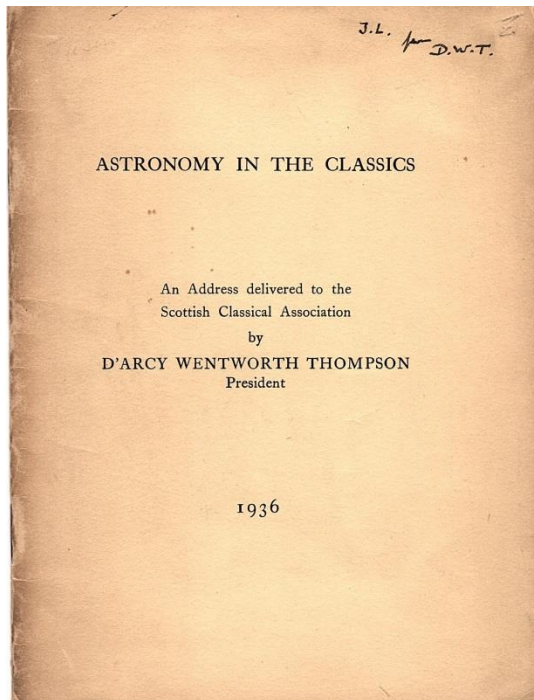 J.L. from D.W.T.
ASTRONOMY IN THE CLASSICS
An Address delivered to the
Scottish Classical Association
by
D'ARCY WENTWORTH THOMPSON
President
1936